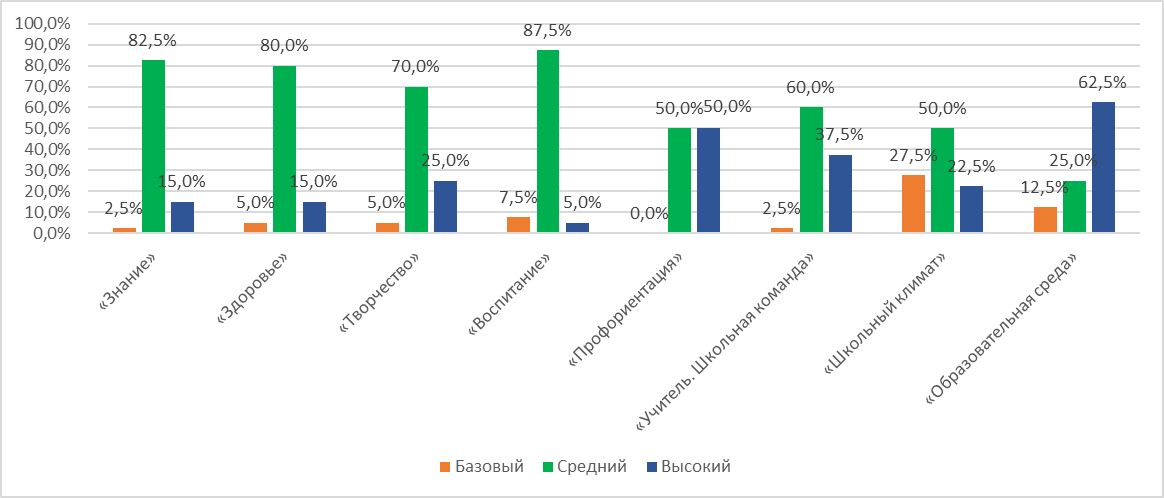 100,0%
90,0%
80,0%
70,0%
60,0%
50,0%
40,0%
30,0%
20,0%
10,0%
0,0%
2,5% 82,5% 15,0%
5,0% 80,0% 15,0%
5,0% 70,0% 25,0%
7,5% 87,5% 5,0%
0,0% 50,0% 50,0%
2,5% 60,0% 37,5%
27,5% 50,0% 22,5%
12,5% 25,0% 62,5%
«Знание»
«Здоровье»
«Творчество»
«Воспитание»
«Профориентация»
«Учитель. Школьная команда»
«Школьный климат»
«Образовательная среда»
Базовый Средний Высокий